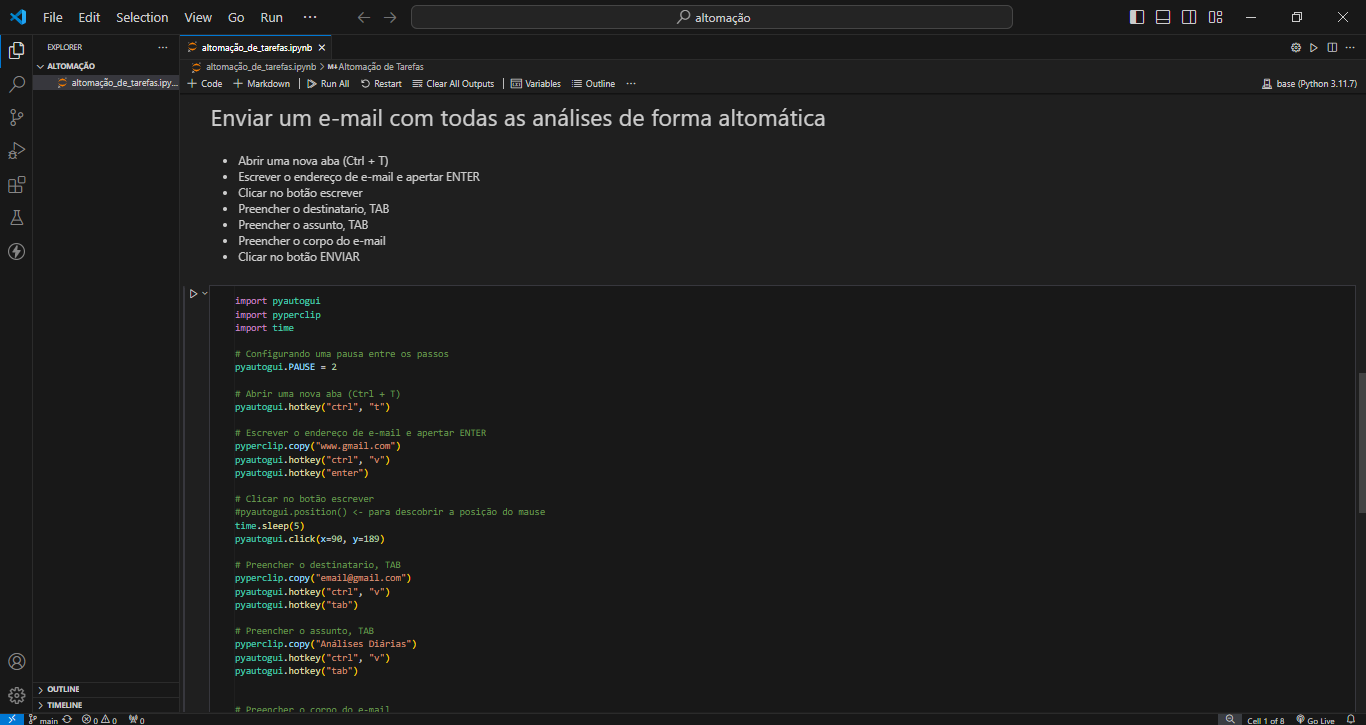 File Edit Selection View Go Run ···
altomação
EXPLORER ···
ALTOMAÇÃO
altomação_de_tarefas.ipy...
altomação_de_tarefas.ipynb ×
altomação_de_tarefas.ipynb > M↓ Altomação de Tarefas
+ Code + Markdown | Run All Restart Clear All Outputs | Variables Outline ···
base (Python 3.11.7)
Enviar um e-mail com todas as análises de forma altomática
• Abrir uma nova aba (Ctrl + T)
• Escrever o endereço de e-mail e apertar ENTER
• Clicar no botão escrever
• Preencher o destinatario, TAB
• Preencher o assunto, TAB
• Preencher o corpo do e-mail
• Clicar no botão ENVIAR
import pyautogui
import pyperclip
import time
# Configurando uma pausa entre os passos
pyautogui.PAUSE = 2
# Abrir uma nova aba (Ctrl + T)
pyautogui.hotkey("ctrl", "t")
# Escrever o endereço de e-mail e apertar ENTER
pyperclip.copy("www.gmail.com")
pyautogui.hotkey("ctrl", "v")
pyautogui.hotkey("enter")
# Clicar no botão escrever
#pyautogui.position() <- para descobrir a posição do mause
time.sleep(5)
pyautogui.click(x=90, y=189)
# Preencher o destinatario, TAB
pyperclip.copy("email@gmail.com")
pyautogui.hotkey("ctrl", "v")
pyautogui.hotkey("tab")
# Preencher o assunto, TAB
pyperclip.copy("Análises Diárias")
pyautogui.hotkey("ctrl", "v")
pyautogui.hotkey("tab")
# Preencher o corpo do e-mail
OUTLINE
TIMELINE
main 0 0 0
Cell 1 of 8 Go Live